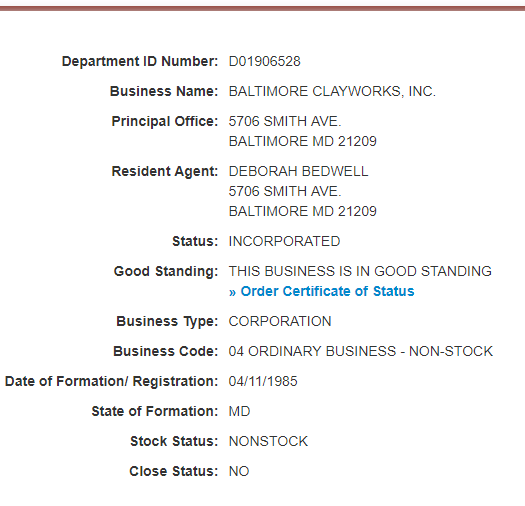 Department ID Number: D01906528
Business Name: BALTIMORE CLAYWORKS, INC.
Principal Office: 5706 SMITH AVE.
BALTIMORE MD 21209
Resident Agent: DEBORAH BEDWELL
5706 SMITH AVE.
BALTIMORE MD 21209
Status: INCORPORATED
Good Standing: THIS BUSINESS IS IN GOOD STANDING
» Order Certificate of Status
Business Type: CORPORATION
Business Code: 04 ORDINARY BUSINESS - NON-STOCK
Date of Formation/ Registration: 04/11/1985
State of Formation: MD
Stock Status: NONSTOCK
Close Status: NO